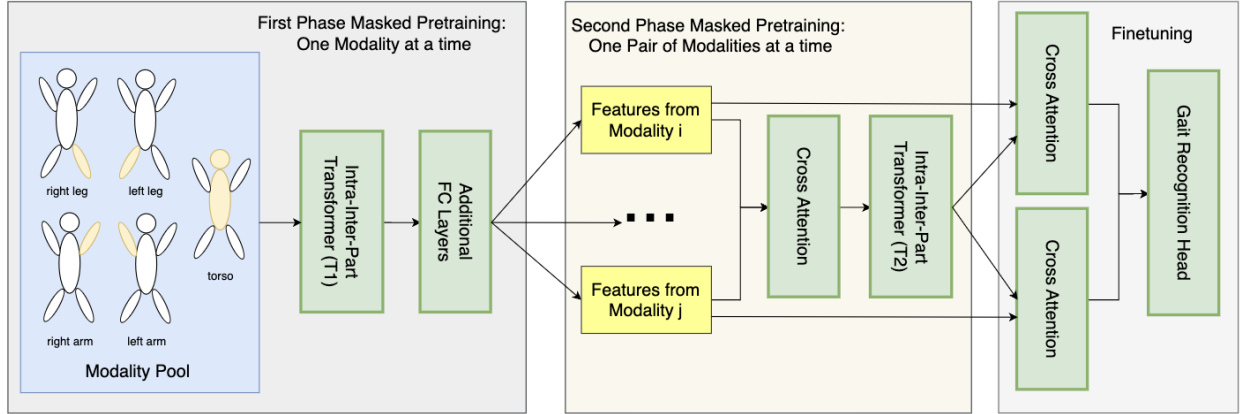 First Phase Masked Pretraining:
One Modality at a time
right leg
left leg
torso
right arm
left arm
Modality Pool
Intra-Inter-Part
Transformer (T1)
Additional
FC Layers
Second Phase Masked Pretraining:
One Pair of Modalities at a time
Features from
Modality i
...
Features from
Modality j
Cross Attention
Intra-Inter-Part
Transformer (T2)
Finetuning
Cross Attention
Cross Attention
Gait Recognition Head